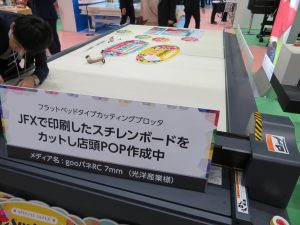 フラットベッドタイプカッティングプロッタ
JFXで印刷したスチレンボードを
カットし店頭POP作成中
メディア名：gooパネRC 7mm （光洋産業様）